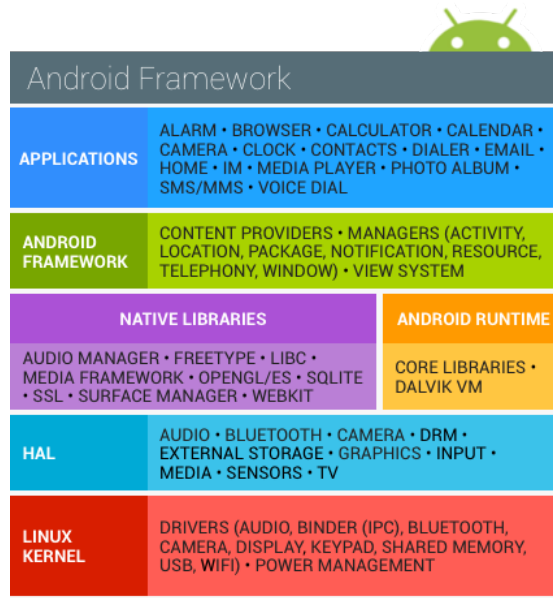 Android Framework
APPLICATIONS
ALARM • BROWSER • CALCULATOR • CALENDAR •
CAMERA • CLOCK • CONTACTS • DIALER • EMAIL •
HOME • IM • MEDIA PLAYER • PHOTO ALBUM •
SMS/MMS • VOICE DIAL
ANDROID
FRAMEWORK
CONTENT PROVIDERS • MANAGERS (ACTIVITY,
LOCATION, PACKAGE, NOTIFICATION, RESOURCE,
TELEPHONY, WINDOW) • VIEW SYSTEM
NATIVE LIBRARIES
AUDIO MANAGER • FREETYPE • LIBC •
MEDIA FRAMEWORK • OPENGL/ES • SQLITE
• SSL • SURFACE MANAGER • WEBKIT
ANDROID RUNTIME
CORE LIBRARIES •
DALVIK VM
HAL
AUDIO • BLUETOOTH • CAMERA • DRM •
EXTERNAL STORAGE • GRAPHICS • INPUT •
MEDIA • SENSORS • TV
LINUX
KERNEL
DRIVERS (AUDIO, BINDER (IPC), BLUETOOTH,
CAMERA, DISPLAY, KEYPAD, SHARED MEMORY,
USB, WIFI) • POWER MANAGEMENT